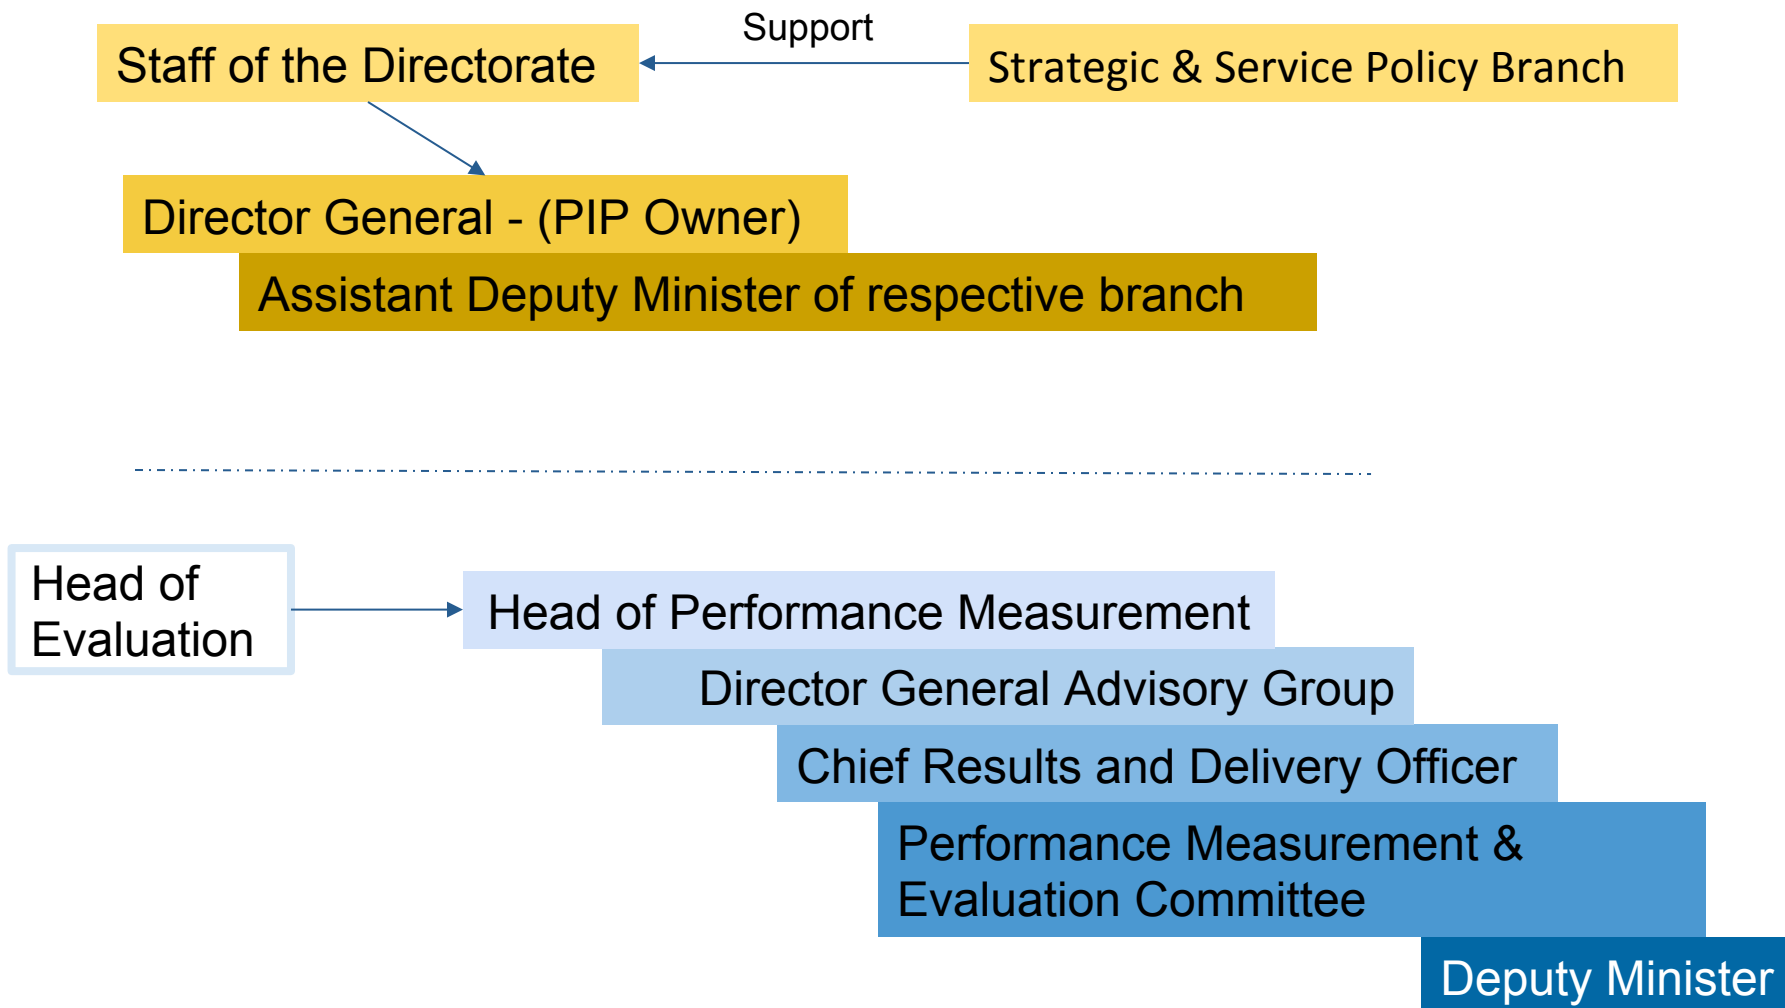 Support
Staff of the Directorate
Strategic & Service Policy Branch
Director General - (PIP Owner)
Assistant Deputy Minister of respective branch
Head of
Evaluation
Head of Performance Measurement
Director General Advisory Group
Chief Results and Delivery Officer
Performance Measurement &
Evaluation Committee
Deputy Minister